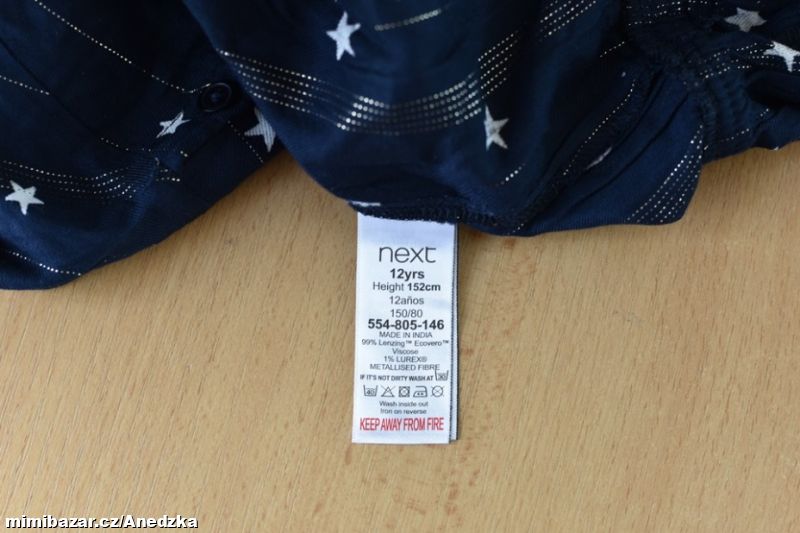 next
12yrs
Height 152cm
12años
150/80
554-805-146
MADE IN INDIA
99% Lenzing™ Ecovero™
Viscose
1% LUREX®
METALLISED FIBRE
IF IT'S NOT DIRTY WASH AT 30
40
Wash inside out
Iron on reverse
KEEP AWAY FROM FIRE
mimibazar.cz/Anedzka